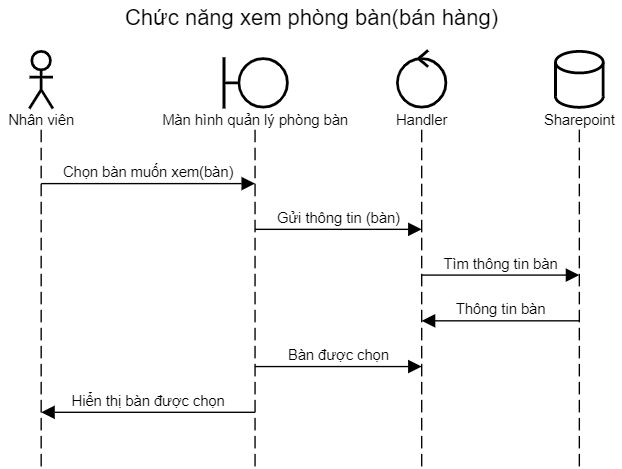 Chức năng xem phòng bàn(bán hàng)
Nhân viên
Màn hình quản lý phòng bàn
Handler
Sharepoint
Chọn bàn muốn xem(bàn)
Gửi thông tin (bàn)
Tìm thông tin bàn
Thông tin bàn
Bàn được chọn
Hiển thị bàn được chọn